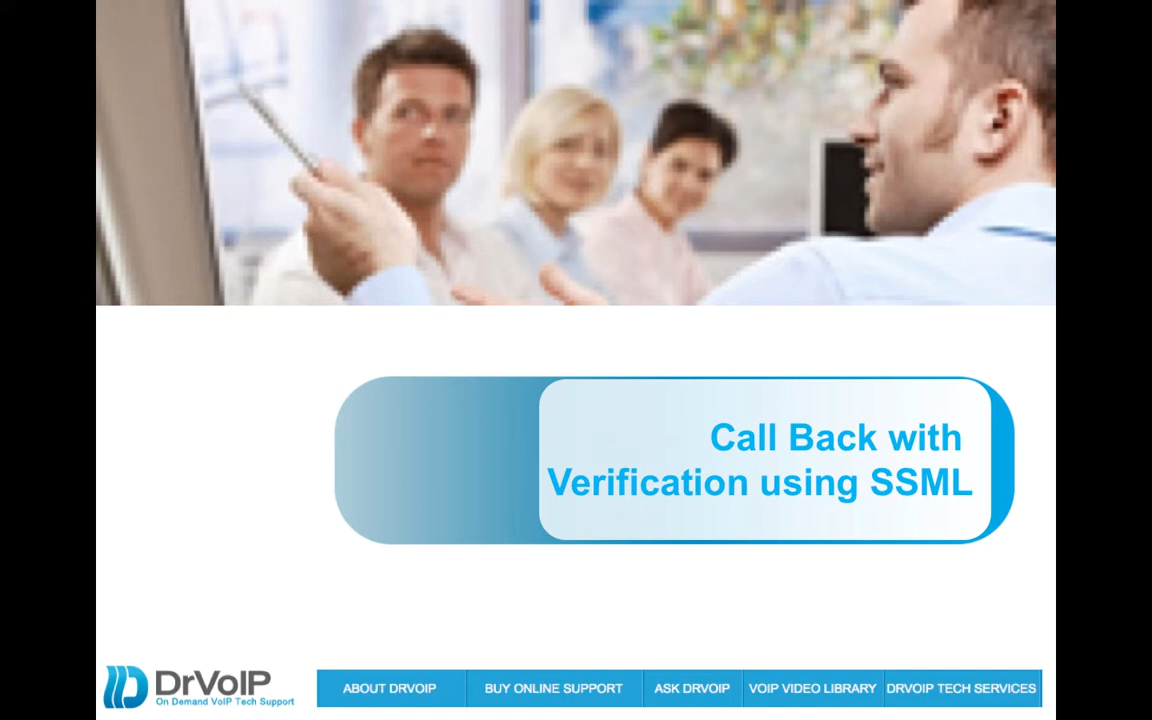 Call Back with
Verification using SSML
DrVoIP
On Demand VoIP Tech Support
ABOUT DRVOIP
BUY ONLINE SUPPORT
ASK DRVOIP
VOIP VIDEO LIBRARY
DRVOIP TECH SERVICES